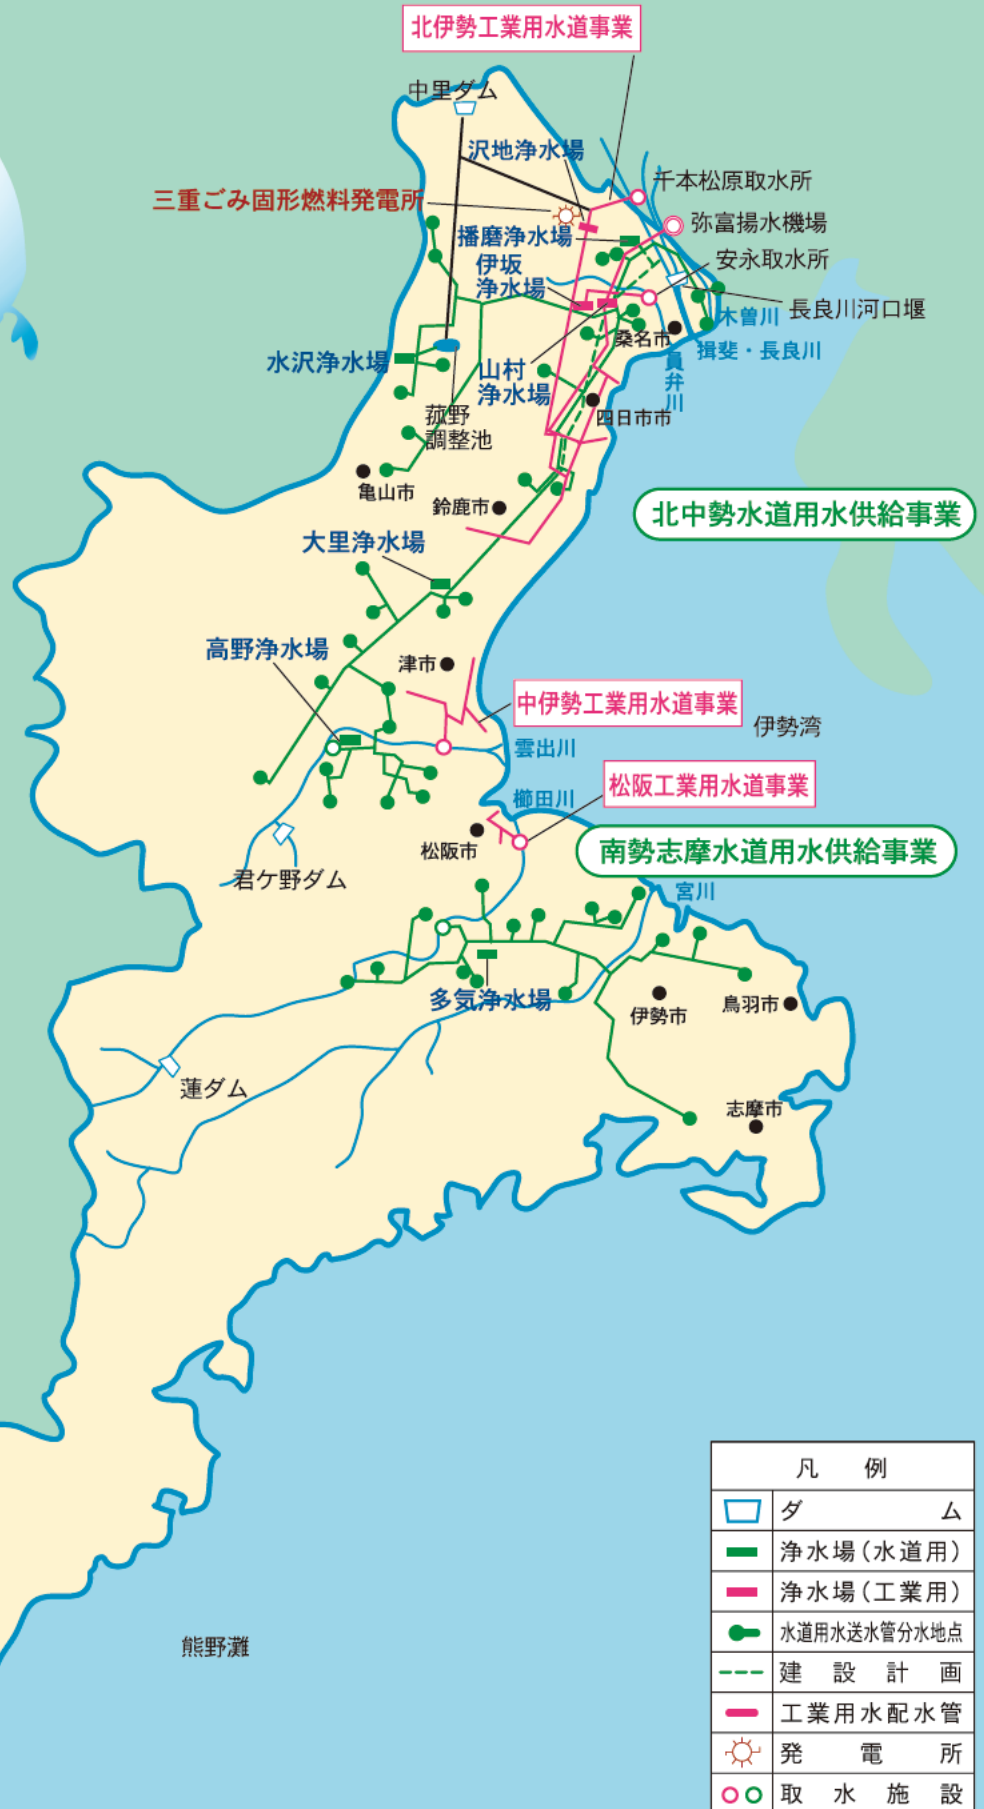 北伊勢工業用水道事業
中里ダム
沢地浄水場
千本松原取水所
三重ごみ固形燃料発電所
弥富揚水機場
播磨浄水場
安永取水所
伊坂
浄水場
長良川河口堰
木曽川
桑名市
揖斐・長良川
員弁川
水沢浄水場
山村
浄水場
菰野
調整池
四日市市
亀山市
鈴鹿市
北中勢水道用水供給事業
大里浄水場
高野浄水場
津市
中伊勢工業用水道事業
伊勢湾
雲出川
松阪工業用水道事業
櫛田川
松阪市
南勢志摩水道用水供給事業
君ケ野ダム
宮川
多気浄水場
伊勢市
鳥羽市
蓮ダム
志摩市
熊野灘
凡例
ダム
浄水場(水道用)
浄水場(工業用)
水道用水送水管分水地点
建設計画
工業用水配水管
発電所
取水施設